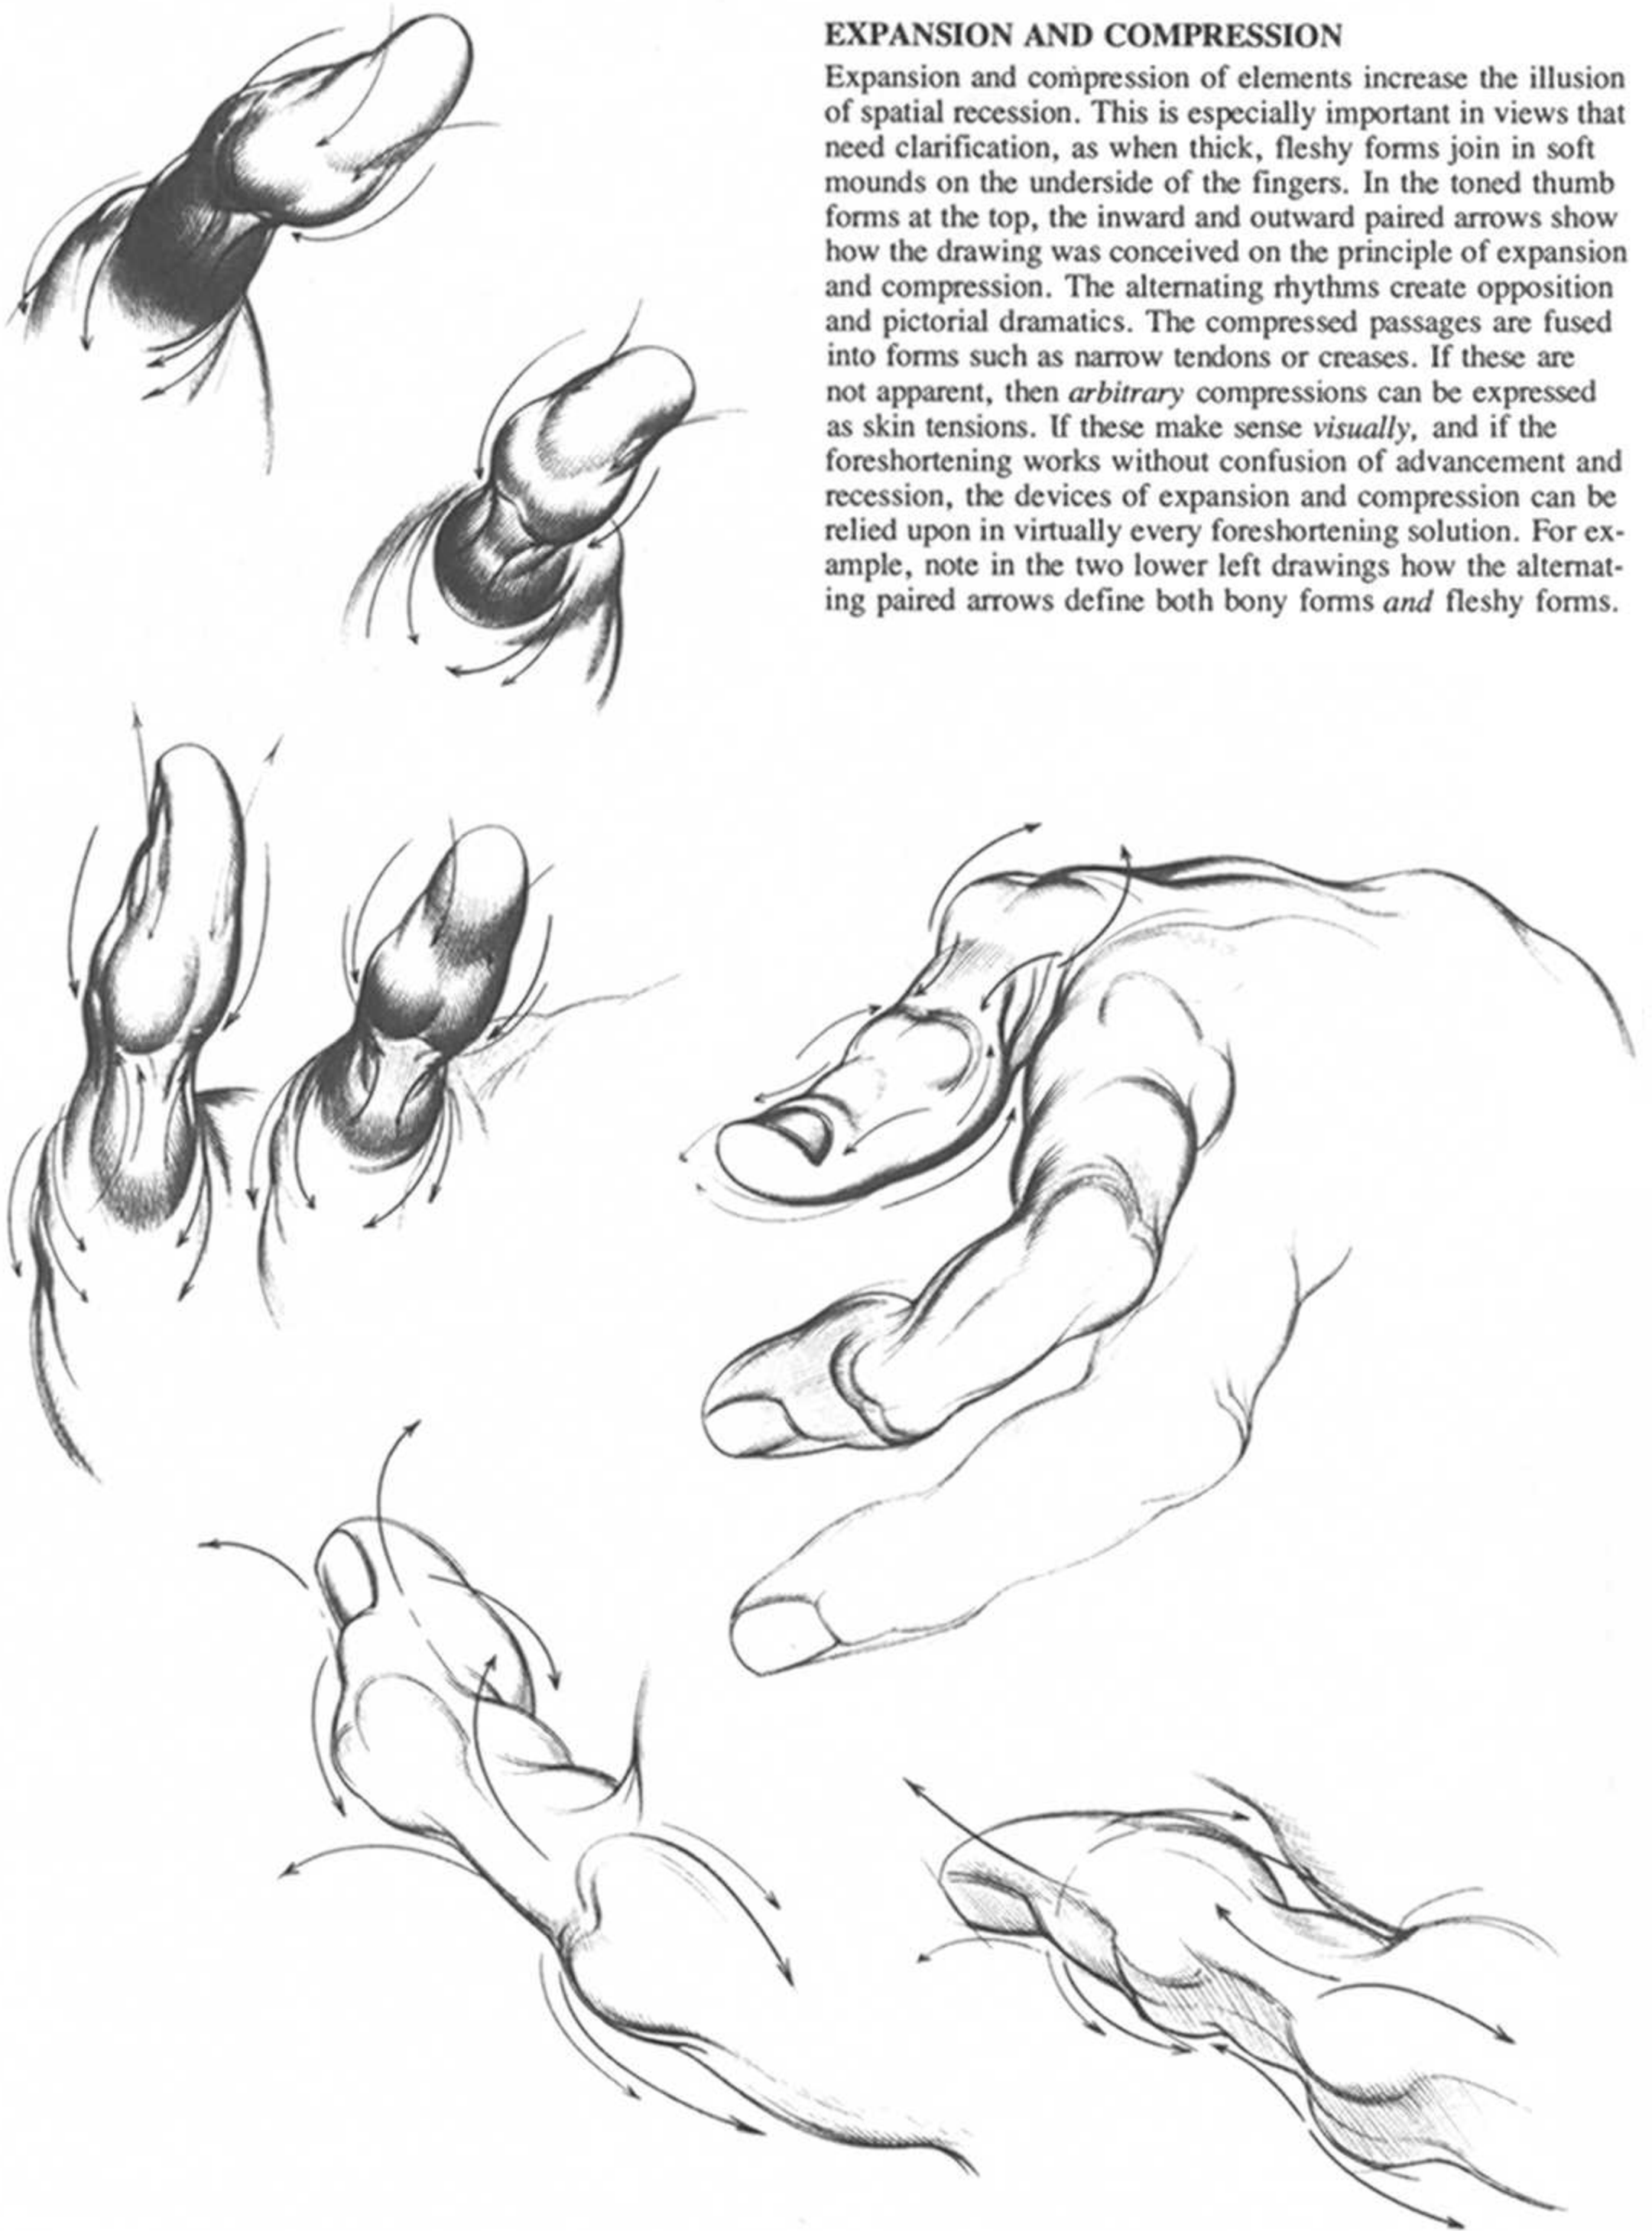 EXPANSION AND COMPRESSION
Expansion and compression of elements increase the illusion
of spatial recession. This is especially important in views that
need clarification, as when thick, fleshy forms join in soft
mounds on the underside of the fingers. In the toned thumb
forms at the top, the inward and outward paired arrows show
how the drawing was conceived on the principle of expansion
and compression. The alternating rhythms create opposition
and pictorial dramatics. The compressed passages are fused
into forms such as narrow tendons or creases. If these are
not apparent, then arbitrary compressions can be expressed
as skin tensions. If these make sense visually, and if the
foreshortening works without confusion of advancement and
recession, the devices of expansion and compression can be
relied upon in virtually every foreshortening solution. For ex-
ample, note in the two lower left drawings how the alternat-
ing paired arrows define both bony forms and fleshy forms.